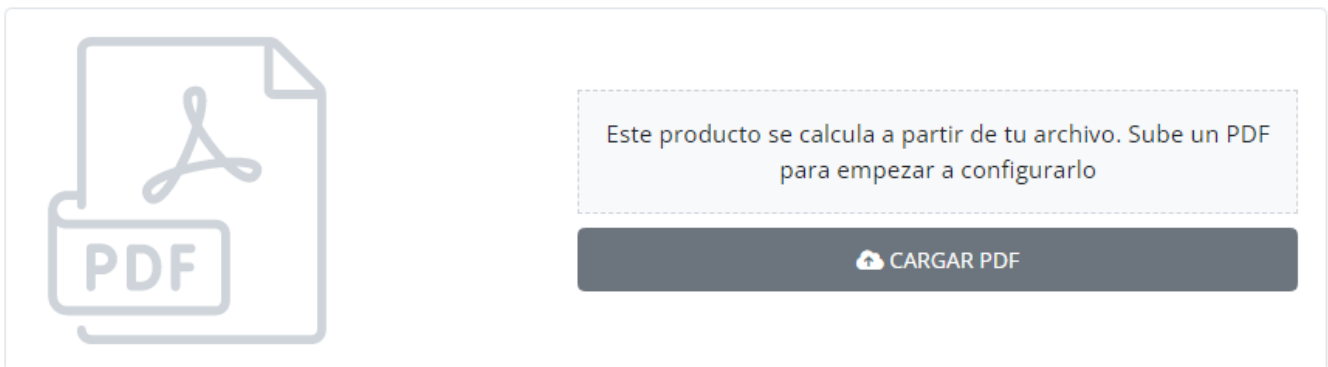 PDF
Este producto se calcula a partir de tu archivo. Sube un PDF
para empezar a configurarlo
CARGAR PDF